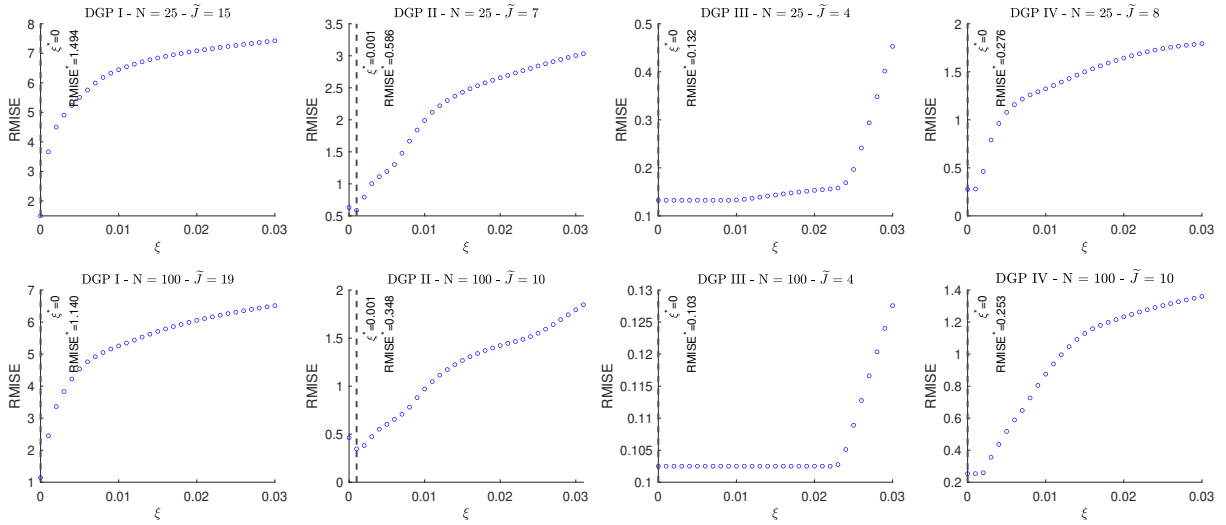 DGP I - N = 25 - J̃ = 15
RMISE
8
7
6
5
4
3
2
ξ*=0
RMISE*=1.494
0
0.01
0.02
0.03
ξ
DGP II - N = 25 - J̃ = 7
RMISE
3.5
3
2.5
2
1.5
1
0.5
ξ*=0.001
RMISE*=0.586
0
0.01
0.02
0.03
ξ
DGP III - N = 25 - J̃ = 4
RMISE
0.5
0.4
0.3
0.2
0.1
ξ*=0
RMISE*=0.132
0
0.01
0.02
0.03
ξ
DGP IV - N = 25 - J̃ = 8
RMISE
2
1.5
1
0.5
0
ξ*=0
RMISE*=0.276
0
0.01
0.02
0.03
ξ
DGP I - N = 100 - J̃ = 19
RMISE
7
6
5
4
3
2
1
ξ*=0
RMISE*=1.140
0
0.01
0.02
0.03
ξ
DGP II - N = 100 - J̃ = 10
RMISE
2
1.5
1
0.5
0
ξ*=0.001
RMISE*=0.348
0
0.01
0.02
0.03
ξ
DGP III - N = 100 - J̃ = 4
RMISE
0.13
0.125
0.12
0.115
0.11
0.105
0.1
ξ*=0
RMISE*=0.103
0
0.01
0.02
0.03
ξ
DGP IV - N = 100 - J̃ = 10
RMISE
1.4
1.2
1
0.8
0.6
0.4
0.2
ξ*=0
RMISE*=0.253
0
0.01
0.02
0.03
ξ